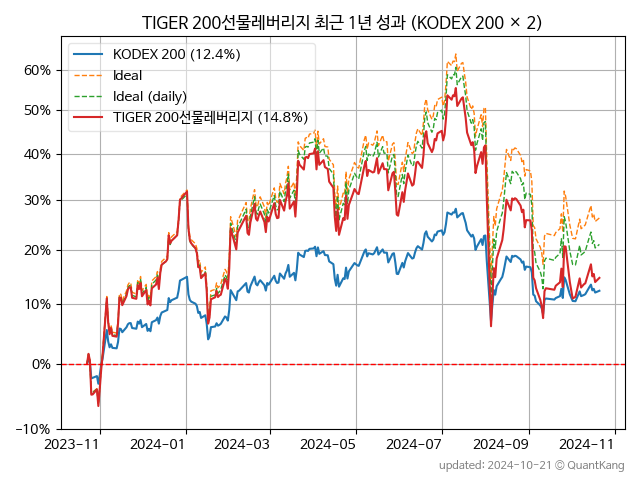 TIGER 200선물레버리지 최근 1년 성과 (KODEX 200 × 2)
KODEX 200 (12.4%)
Ideal
Ideal (daily)
TIGER 200선물레버리지 (14.8%)
60%
50%
40%
30%
20%
10%
0%
−10%
2023-11 2024-01 2024-03 2024-05 2024-07 2024-09 2024-11
updated: 2024-10-21 © QuantKang